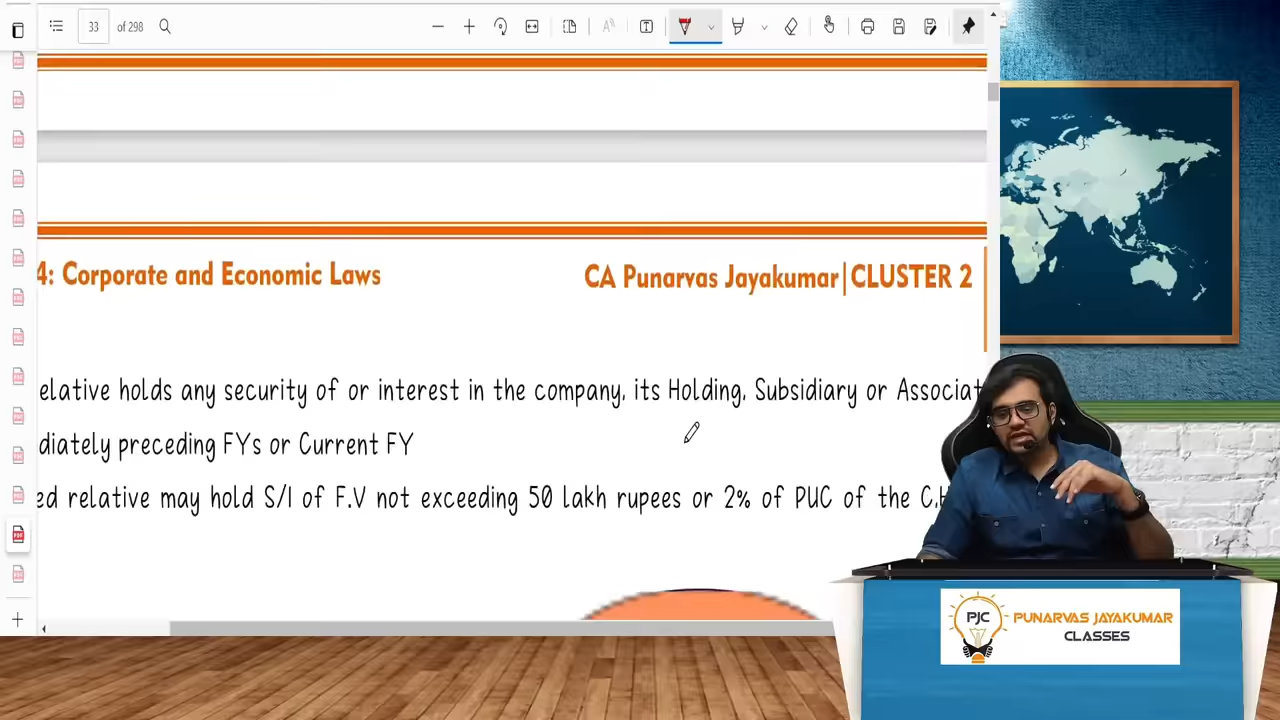 33 of 298
4: Corporate and Economic Laws
CA Punarvas Jayakumar|CLUSTER 2
elative holds any security of or interest in the company, its Holding, Subsidiary or Associat
diately preceding FYs or Current FY
ed relative may hold S/I of F.V not exceeding 50 lakh rupees or 2% of PUC of the C,H
PJC
PUNARVAS JAYAKUMAR
CLASSES